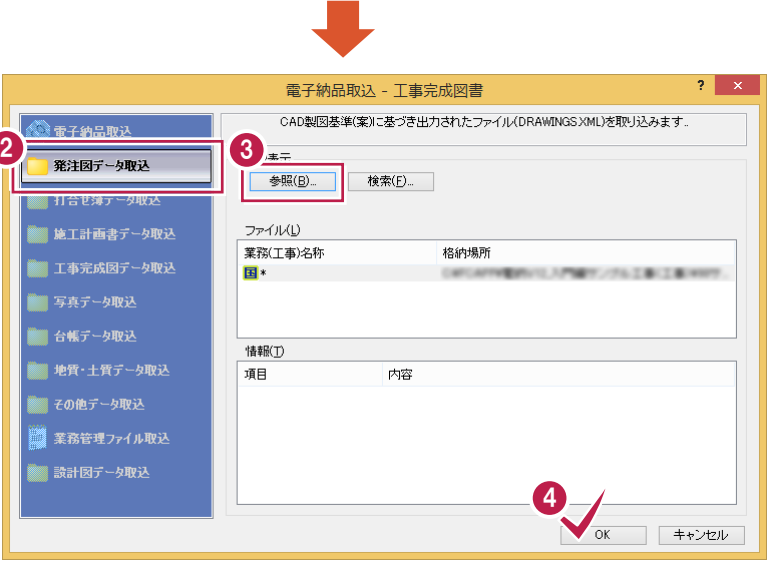 電子納品取込 - 工事完成図書
?
×
電子納品取込
CAD製図基準(案)に基づき出力されたファイル(DRAWINGS.XML)を取り込みます..
2
3
発注図データ取込
表示
参照(B)...
検索(F)...
打合せ簿データ取込
施工計画書データ取込
工事完成図データ取込
写真データ取込
台帳データ取込
地質・土質データ取込
その他データ取込
業務管理ファイル取込
設計図データ取込
ファイル(L)
業務(工事)名称
格納場所
*
情報(T)
項目
内容
4
OK
キャンセル